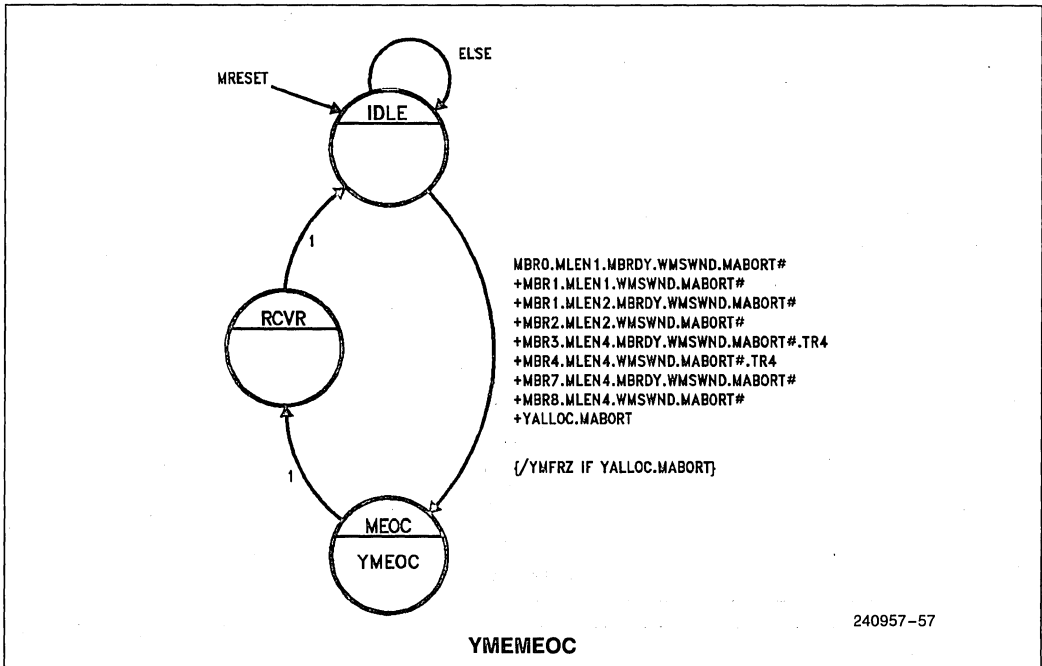 ELSE
MRESET
IDLE
1
MBR0.MLEN1.MBRDY.WMSWND.MABORT#
+MBR1.MLEN1.WMSWND.MABORT#
+MBR1.MLEN2.MBRDY.WMSWND.MABORT#
+MBR2.MLEN2.WMSWND.MABORT#
+MBR3.MLEN4.MBRDY.WMSWND.MABORT#.TR4
+MBR4.MLEN4.WMSWND.MABORT#.TR4
+MBR7.MLEN4.MBRDY.WMSWND.MABORT#
+MBR8.MLEN4.WMSWND.MABORT#
+YALLOC.MABORT
RCVR
{/YMFRZ IF YALLOC.MABORT}
1
MEOC
YMEOC
240957-57
YMEMEOC